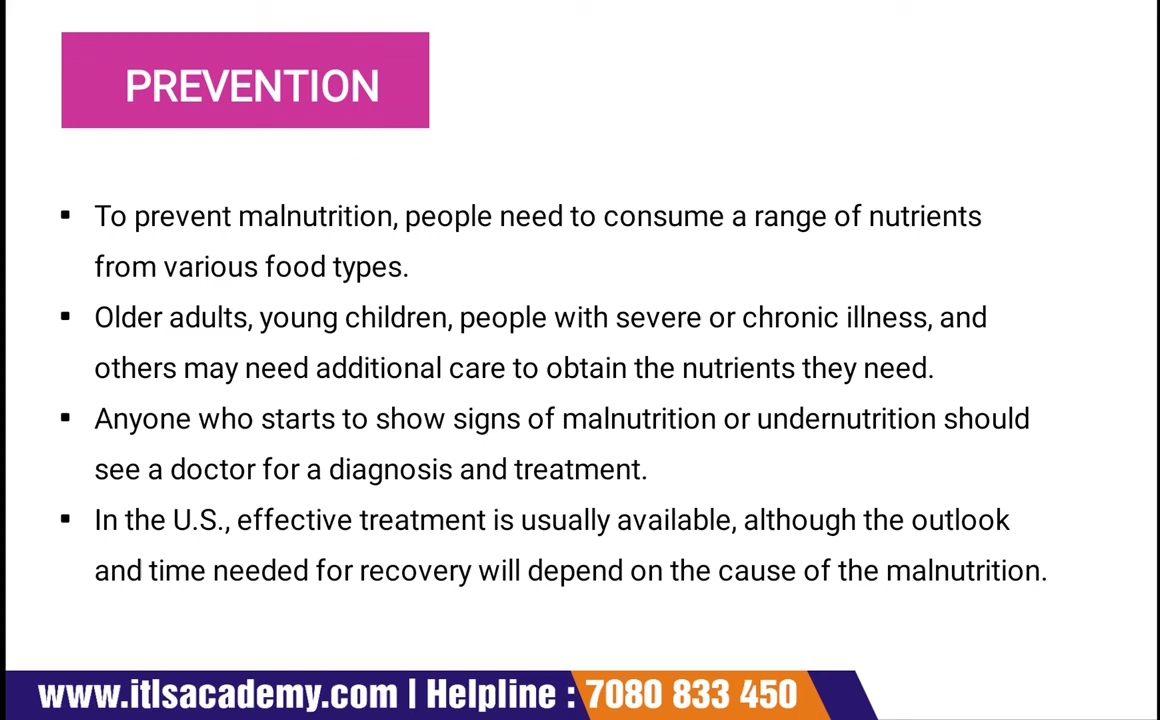 PREVENTION
▪ To prevent malnutrition, people need to consume a range of nutrients
from various food types.
▪ Older adults, young children, people with severe or chronic illness, and
others may need additional care to obtain the nutrients they need.
▪ Anyone who starts to show signs of malnutrition or undernutrition should
see a doctor for a diagnosis and treatment.
▪ In the U.S., effective treatment is usually available, although the outlook
and time needed for recovery will depend on the cause of the malnutrition.
www.itlsacademy.com | Helpline : 7080 833 450